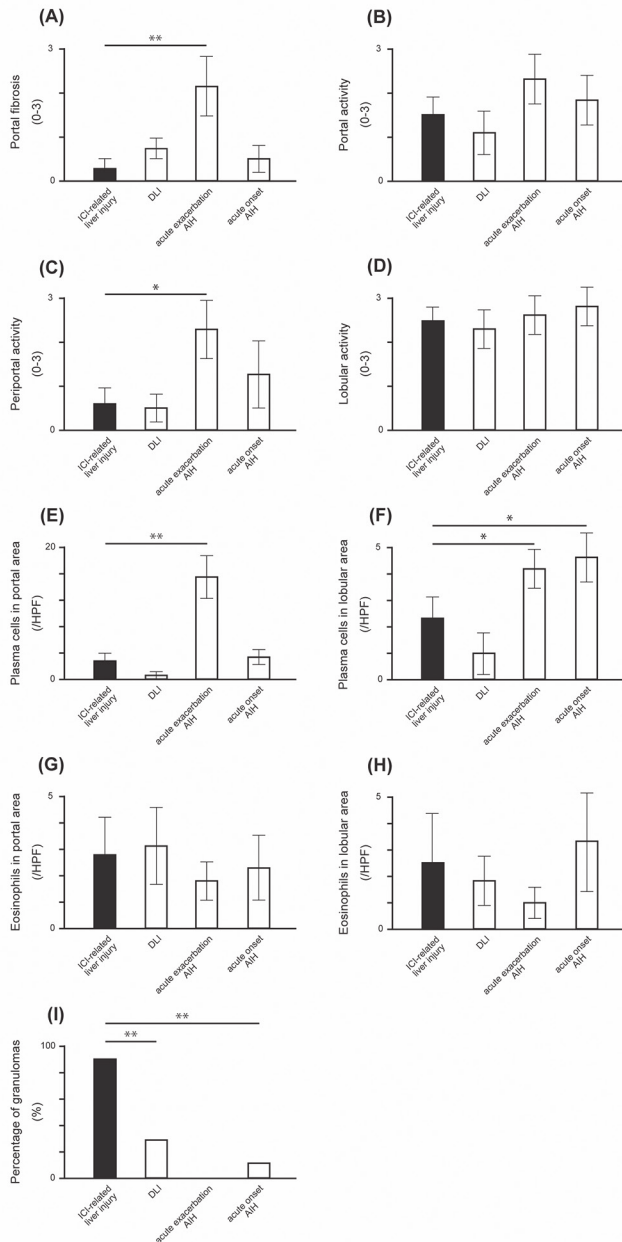 (A)
**
3
0
Portal fibrosis
(0-3)
ICI-related
liver injury
DLI
acute exacerbation
AIH
acute onset
AIH
(B)
3
0
Portal activity
(0-3)
ICI-related
liver injury
DLI
acute exacerbation
AIH
acute onset
AIH
(C)
*
3
0
Periportal activity
(0-3)
ICI-related
liver injury
DLI
acute exacerbation
AIH
acute onset
AIH
(D)
3
0
Lobular activity
(0-3)
ICI-related
liver injury
DLI
acute exacerbation
AIH
acute onset
AIH
(E)
**
20
0
Plasma cells in portal area
(/HPF)
ICI-related
liver injury
DLI
acute exacerbation
AIH
acute onset
AIH
(F)
*
*
5
0
Plasma cells in lobular area
(/HPF)
ICI-related
liver injury
DLI
acute exacerbation
AIH
acute onset
AIH
(G)
5
0
Eosinophils in portal area
(/HPF)
ICI-related
liver injury
DLI
acute exacerbation
AIH
acute onset
AIH
(H)
5
0
Eosinophils in lobular area
(/HPF)
ICI-related
liver injury
DLI
acute exacerbation
AIH
acute onset
AIH
(I)
**
**
100
0
Percentage of granulomas
(%)
ICI-related
liver injury
DLI
acute exacerbation
AIH
acute onset
AIH